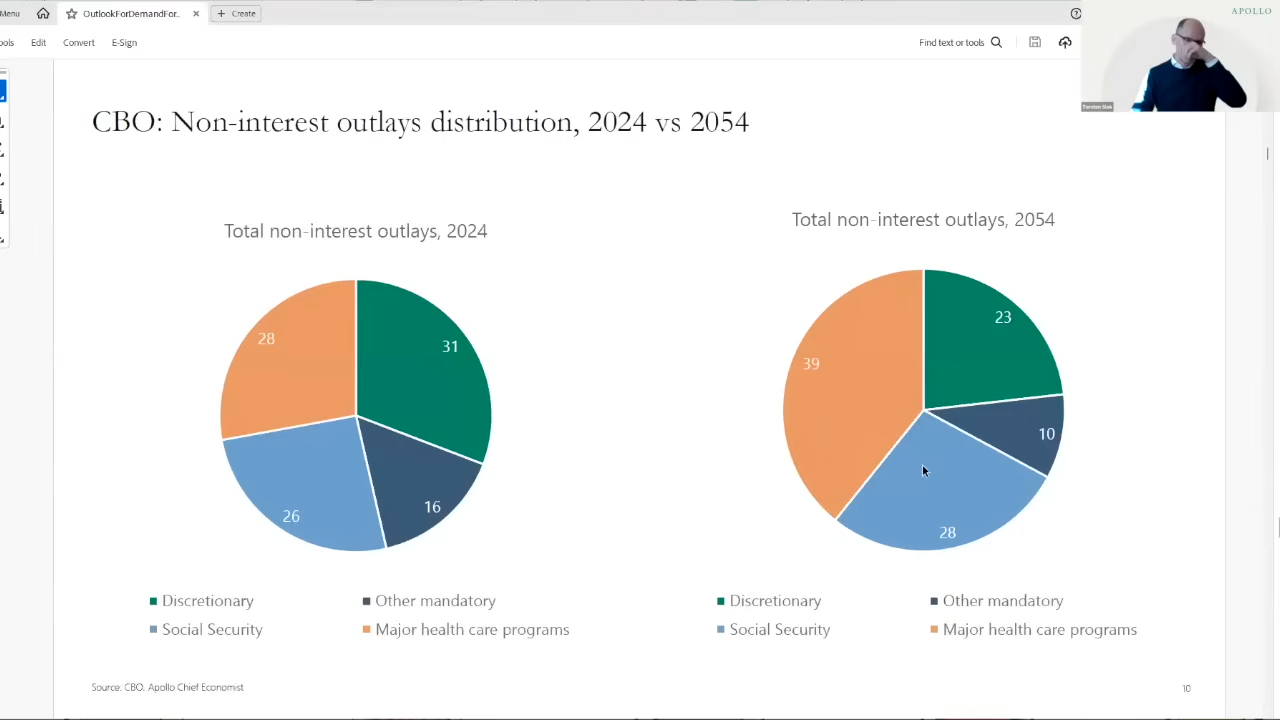 Menu
OutlookForDemandFor...
Create
APOLLO
ools
Edit
Convert
E-Sign
Find text or tools
Torsten Slok
CBO: Non-interest outlays distribution, 2024 vs 2054
Total non-interest outlays, 2024
Total non-interest outlays, 2054
28
31
16
26
39
23
10
28
Discretionary
Other mandatory
Social Security
Major health care programs
Discretionary
Other mandatory
Social Security
Major health care programs
Source: CBO, Apollo Chief Economist
10